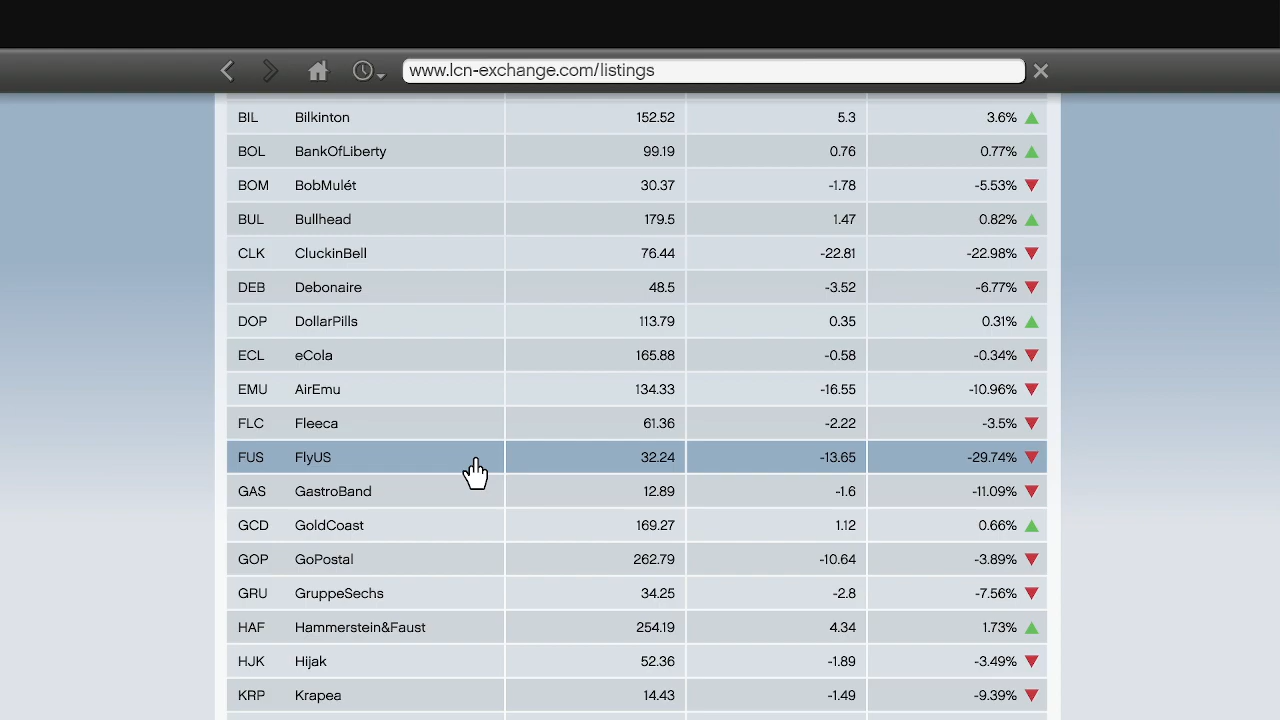 www.lcn-exchange.com/listings
BIL Bilkinton 152.52 5.3 3.6%
BOL BankOfLiberty 99.19 0.76 0.77%
BOM BobMulét 30.37 -1.78 -5.53%
BUL Bullhead 179.5 1.47 0.82%
CLK CluckinBell 76.44 -22.81 -22.98%
DEB Debonaire 48.5 -3.52 -6.77%
DOP DollarPills 113.79 0.35 0.31%
ECL eCola 165.88 -0.58 -0.34%
EMU AirEmu 134.33 -16.55 -10.96%
FLC Fleeca 61.36 -2.22 -3.5%
FUS FlyUS 32.24 -13.65 -29.74%
GAS GastroBand 12.89 -1.6 -11.09%
GCD GoldCoast 169.27 1.12 0.66%
GOP GoPostal 262.79 -10.64 -3.89%
GRU GruppeSechs 34.25 -2.8 -7.56%
HAF Hammerstein&Faust 254.19 4.34 1.73%
HJK Hijak 52.36 -1.89 -3.49%
KRP Krapea 14.43 -1.49 -9.39%